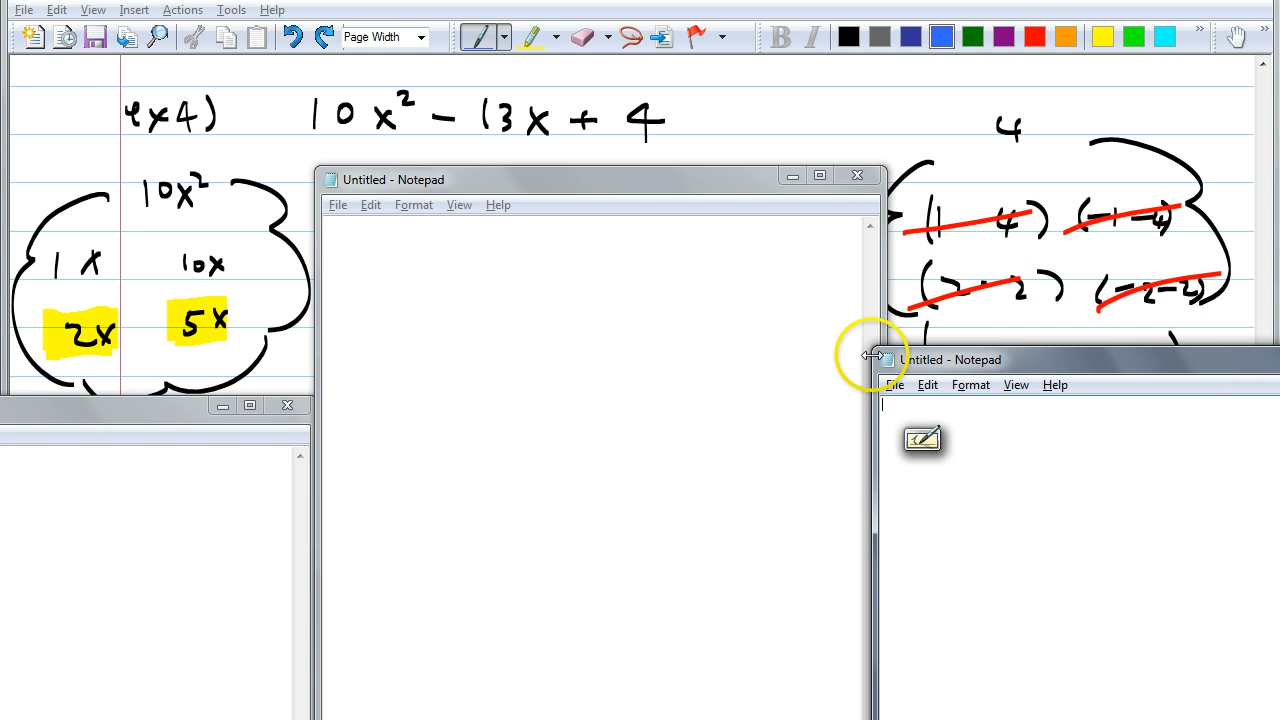 File Edit View Insert Actions Tools Help
Page Width
B I
ex4) 10x² - 13x + 4
4
10x²
(1 4) (-1 -4)
1x 10x
(2 2) (-2 -2)
2x 5x
Untitled - Notepad
File Edit Format View Help
Untitled - Notepad
File Edit Format View Help